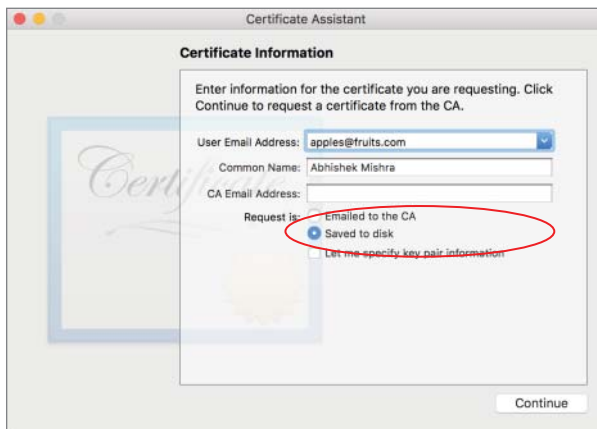 Certificate Assistant
Certificate Information
Enter information for the certificate you are requesting. Click
Continue to request a certificate from the CA.
User Email Address: apples@fruits.com
Common Name: Abhishek Mishra
CA Email Address:
Request is: Emailed to the CA
Saved to disk
Let me specify key pair information
Certificate
Continue